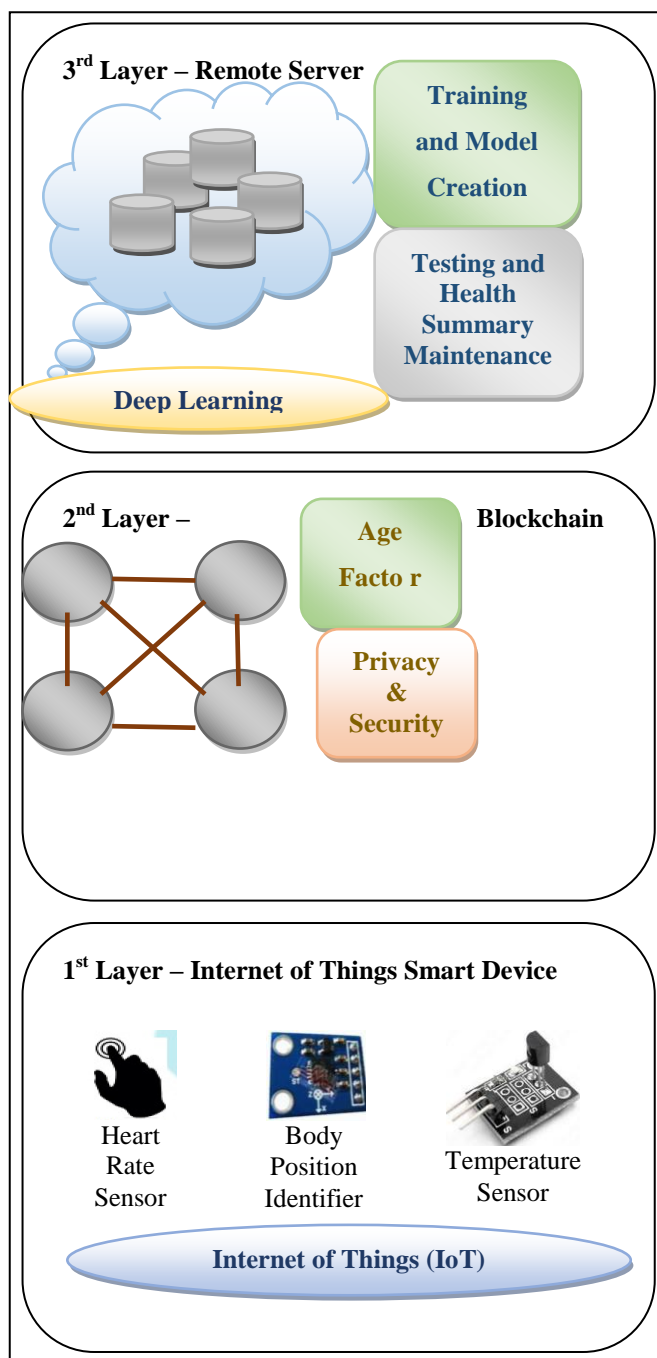 3rd Layer – Remote Server
Training
and Model
Creation
Testing and
Health
Summary
Maintenance
Deep Learning
2nd Layer –
Age
Facto r
Blockchain
Privacy
&
Security
1st Layer – Internet of Things Smart Device
Heart
Rate
Sensor
Body
Position
Identifier
Temperature
Sensor
Internet of Things (IoT)